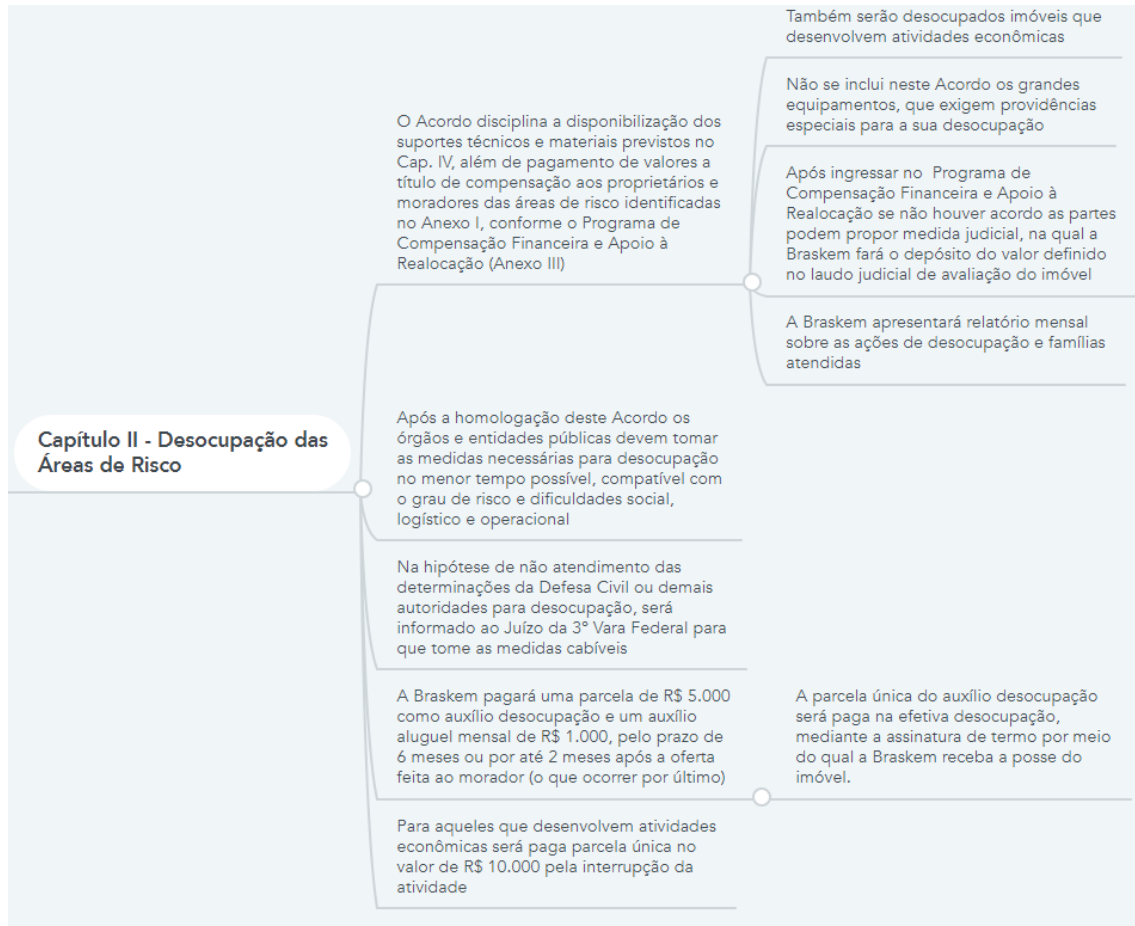 Capítulo II - Desocupação das
Áreas de Risco
O Acordo disciplina a disponibilização dos
suportes técnicos e materiais previstos no
Cap. IV, além de pagamento de valores a
título de compensação aos proprietários e
moradores das áreas de risco identificadas
no Anexo I, conforme o Programa de
Compensação Financeira e Apoio à
Realocação (Anexo III)
Também serão desocupados imóveis que
desenvolvem atividades econômicas
Não se inclui neste Acordo os grandes
equipamentos, que exigem providências
especiais para a sua desocupação
Após ingressar no Programa de
Compensação Financeira e Apoio à
Realocação se não houver acordo as partes
podem propor medida judicial, na qual a
Braskem fará o depósito do valor definido
no laudo judicial de avaliação do imóvel
A Braskem apresentará relatório mensal
sobre as ações de desocupação e famílias
atendidas
Após a homologação deste Acordo os
órgãos e entidades públicas devem tomar
as medidas necessárias para desocupação
no menor tempo possível, compatível com
o grau de risco e dificuldades social,
logístico e operacional
Na hipótese de não atendimento das
determinações da Defesa Civil ou demais
autoridades para desocupação, será
informado ao Juízo da 3º Vara Federal para
que tome as medidas cabíveis
A Braskem pagará uma parcela de R$ 5.000
como auxílio desocupação e um auxílio
aluguel mensal de R$ 1.000, pelo prazo de
6 meses ou por até 2 meses após a oferta
feita ao morador (o que ocorrer por último)
A parcela única do auxílio desocupação
será paga na efetiva desocupação,
mediante a assinatura de termo por meio
do qual a Braskem receba a posse do
imóvel.
Para aqueles que desenvolvem atividades
econômicas será paga parcela única no
valor de R$ 10.000 pela interrupção da
atividade